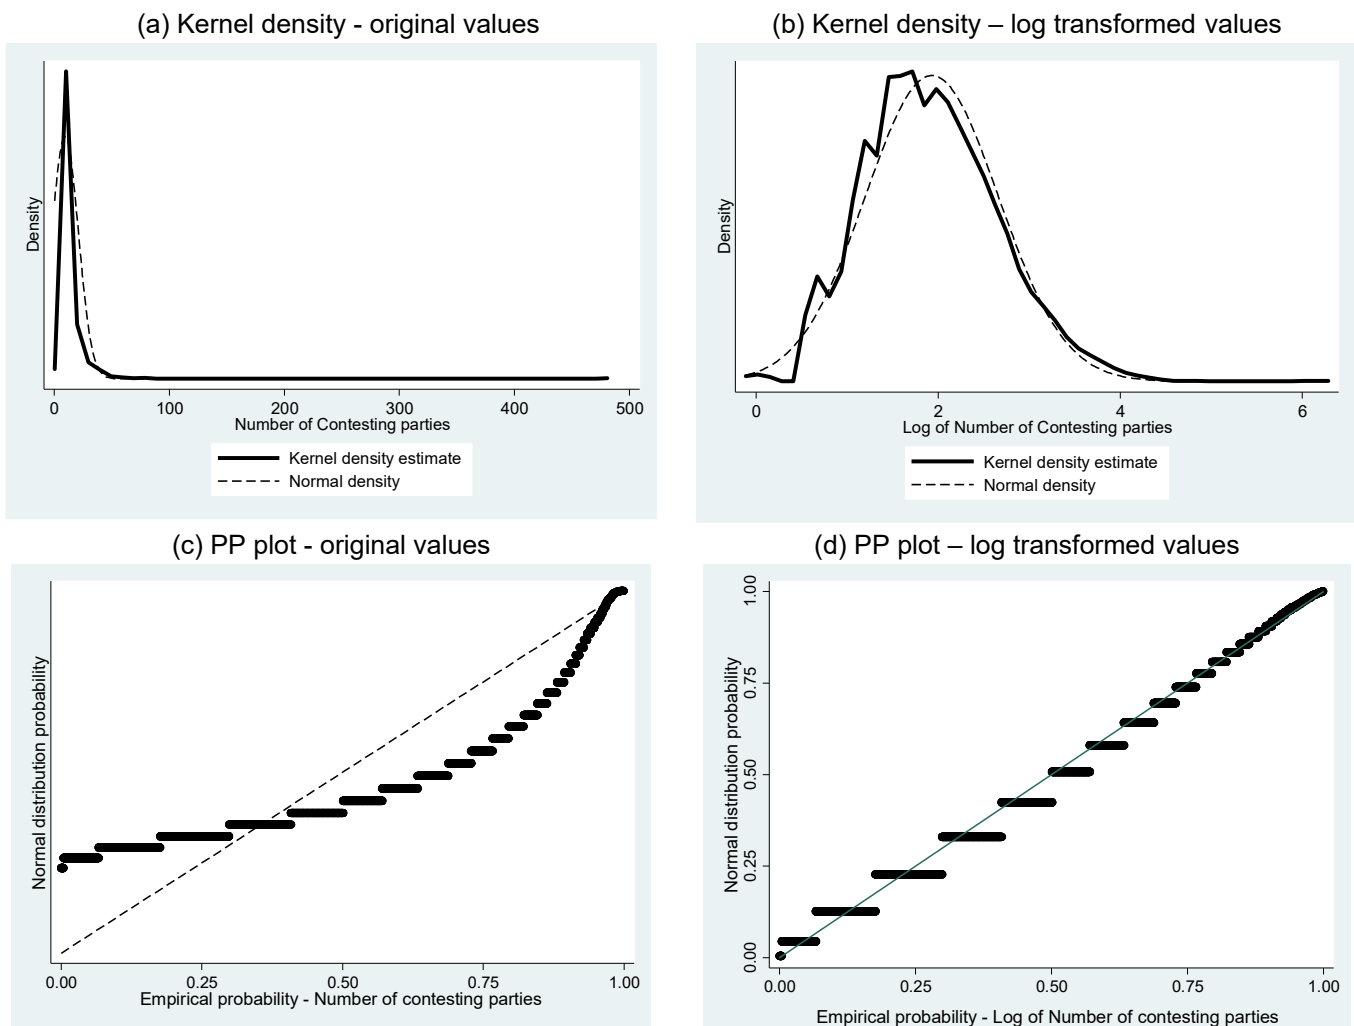 (a) Kernel density - original values
Density
0 100 200 300 400 500
Number of Contesting parties
Kernel density estimate
Normal density
(b) Kernel density – log transformed values
Density
0 2 4 6
Log of Number of Contesting parties
Kernel density estimate
Normal density
(c) PP plot - original values
Normal distribution probability
0.00 0.25 0.50 0.75 1.00
Empirical probability - Number of contesting parties
(d) PP plot – log transformed values
Normal distribution probability
0.00 0.25 0.50 0.75 1.00
0.00 0.25 0.50 0.75 1.00
Empirical probability - Log of Number of contesting parties